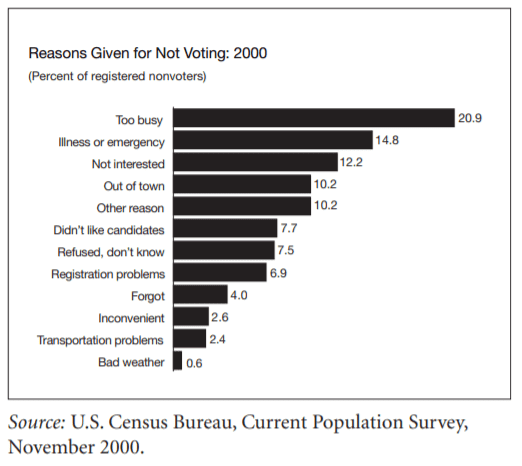 Reasons Given for Not Voting: 2000
(Percent of registered nonvoters)
Too busy 20.9
Illness or emergency 14.8
Not interested 12.2
Out of town 10.2
Other reason 10.2
Didn't like candidates 7.7
Refused, don't know 7.5
Registration problems 6.9
Forgot 4.0
Inconvenient 2.6
Transportation problems 2.4
Bad weather 0.6
Source: U.S. Census Bureau, Current Population Survey,
November 2000.